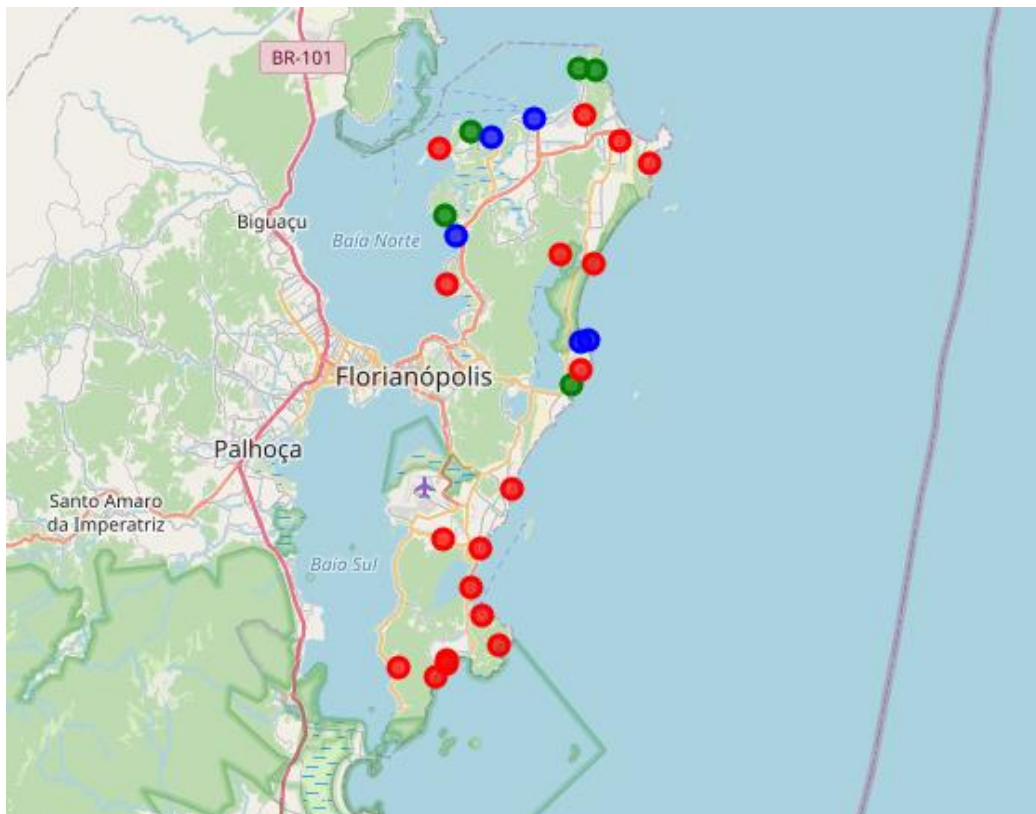 BR-101
Biguaçu
Baía Norte
Florianópolis
Palhoça
Santo Amaro
da Imperatriz
Baía Sul